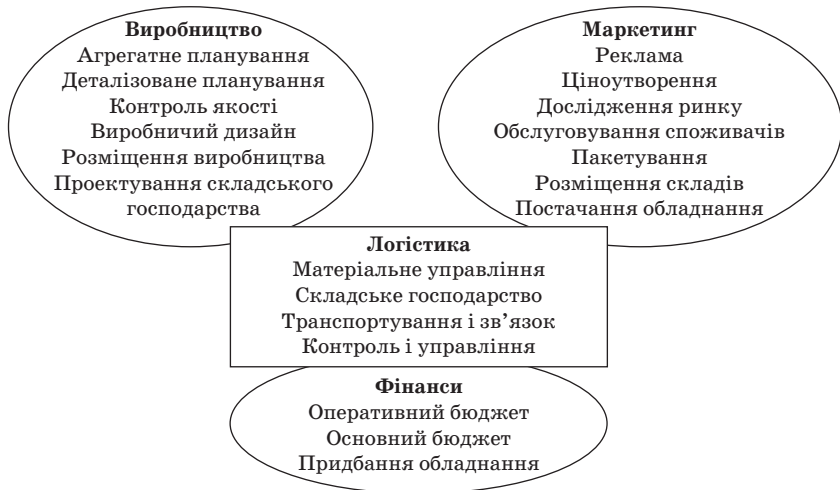 Виробництво
Агрегатне планування
Деталізоване планування
Контроль якості
Виробничий дизайн
Розміщення виробництва
Проектування складського
господарства
Маркетинг
Реклама
Ціноутворення
Дослідження ринку
Обслуговування споживачів
Пакетування
Розміщення складів
Постачання обладнання
Логістика
Матеріальне управління
Складське господарство
Транспортування і зв’язок
Контроль і управління
Фінанси
Оперативний бюджет
Основний бюджет
Придбання обладнання